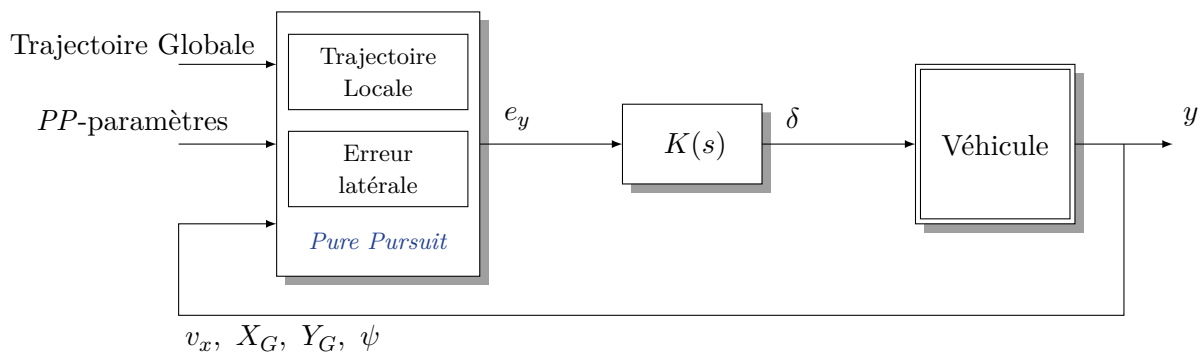 Trajectoire Globale
PP-paramètres
Trajectoire
Locale
Erreur
latérale
Pure Pursuit
e_y
K(s)
δ
Véhicule
y
v_x, X_G, Y_G, ψ